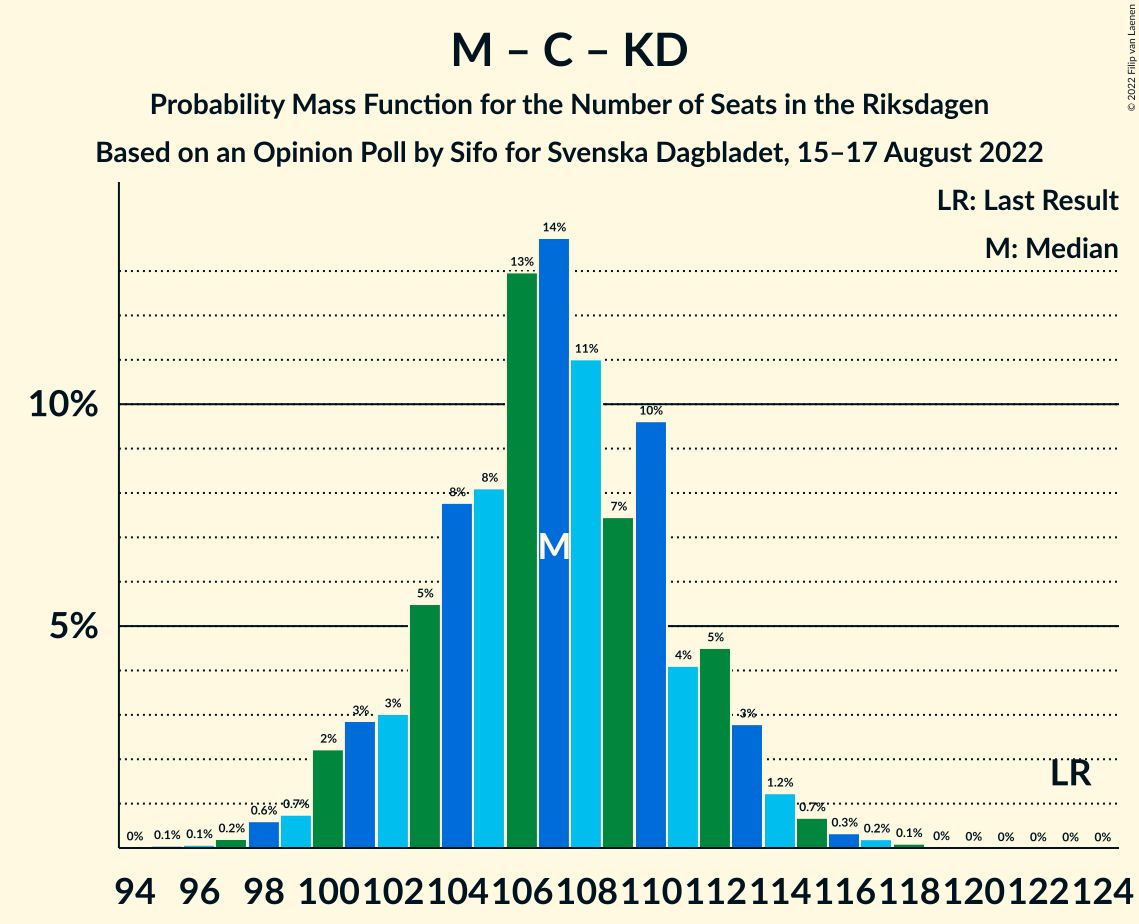 M – C – KD
Probability Mass Function for the Number of Seats in the Riksdagen
Based on an Opinion Poll by Sifo for Svenska Dagbladet, 15–17 August 2022
© 2022 Filip van Laenen
LR: Last Result
M: Median
10%
5%
0% 0.1% 0.1% 0.2% 0.6% 0.7% 2% 3% 3% 5% 8% 8% 13% 14% 11% 7% 10% 4% 5% 3% 1.2% 0.7% 0.3% 0.2% 0.1% 0% 0% 0% 0% 0% 0%
M
LR
94 96 98 100 102 104 106 108 110 112 114 116 118 120 122 124